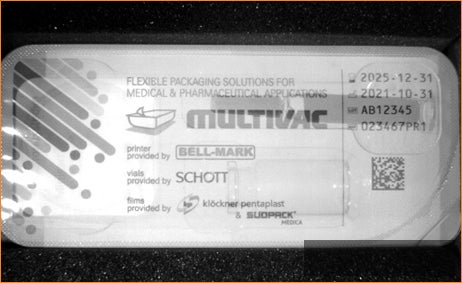 FLEXIBLE PACKAGING SOLUTIONS FOR
MEDICAL & PHARMACEUTICAL APPLICATIONS
MULTIVAC
printer
provided by BELL-MARK
vials
provided by SCHOTT
films
provided by klöckner pentaplast
& SÜDPACK
MEDICA
2025-12-31
2021-10-31
AB12345
023467PR1